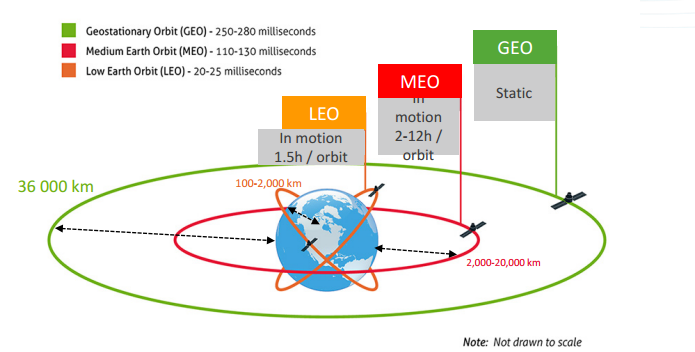 Geostationary Orbit (GEO) - 250-280 milliseconds
Medium Earth Orbit (MEO) - 110-130 milliseconds
Low Earth Orbit (LEO) - 20-25 milliseconds
GEO
Static
MEO
In
motion
2-12h /
orbit
LEO
In motion
1.5h / orbit
36 000 km
100-2,000 km
2,000-20,000 km
Note: Not drawn to scale